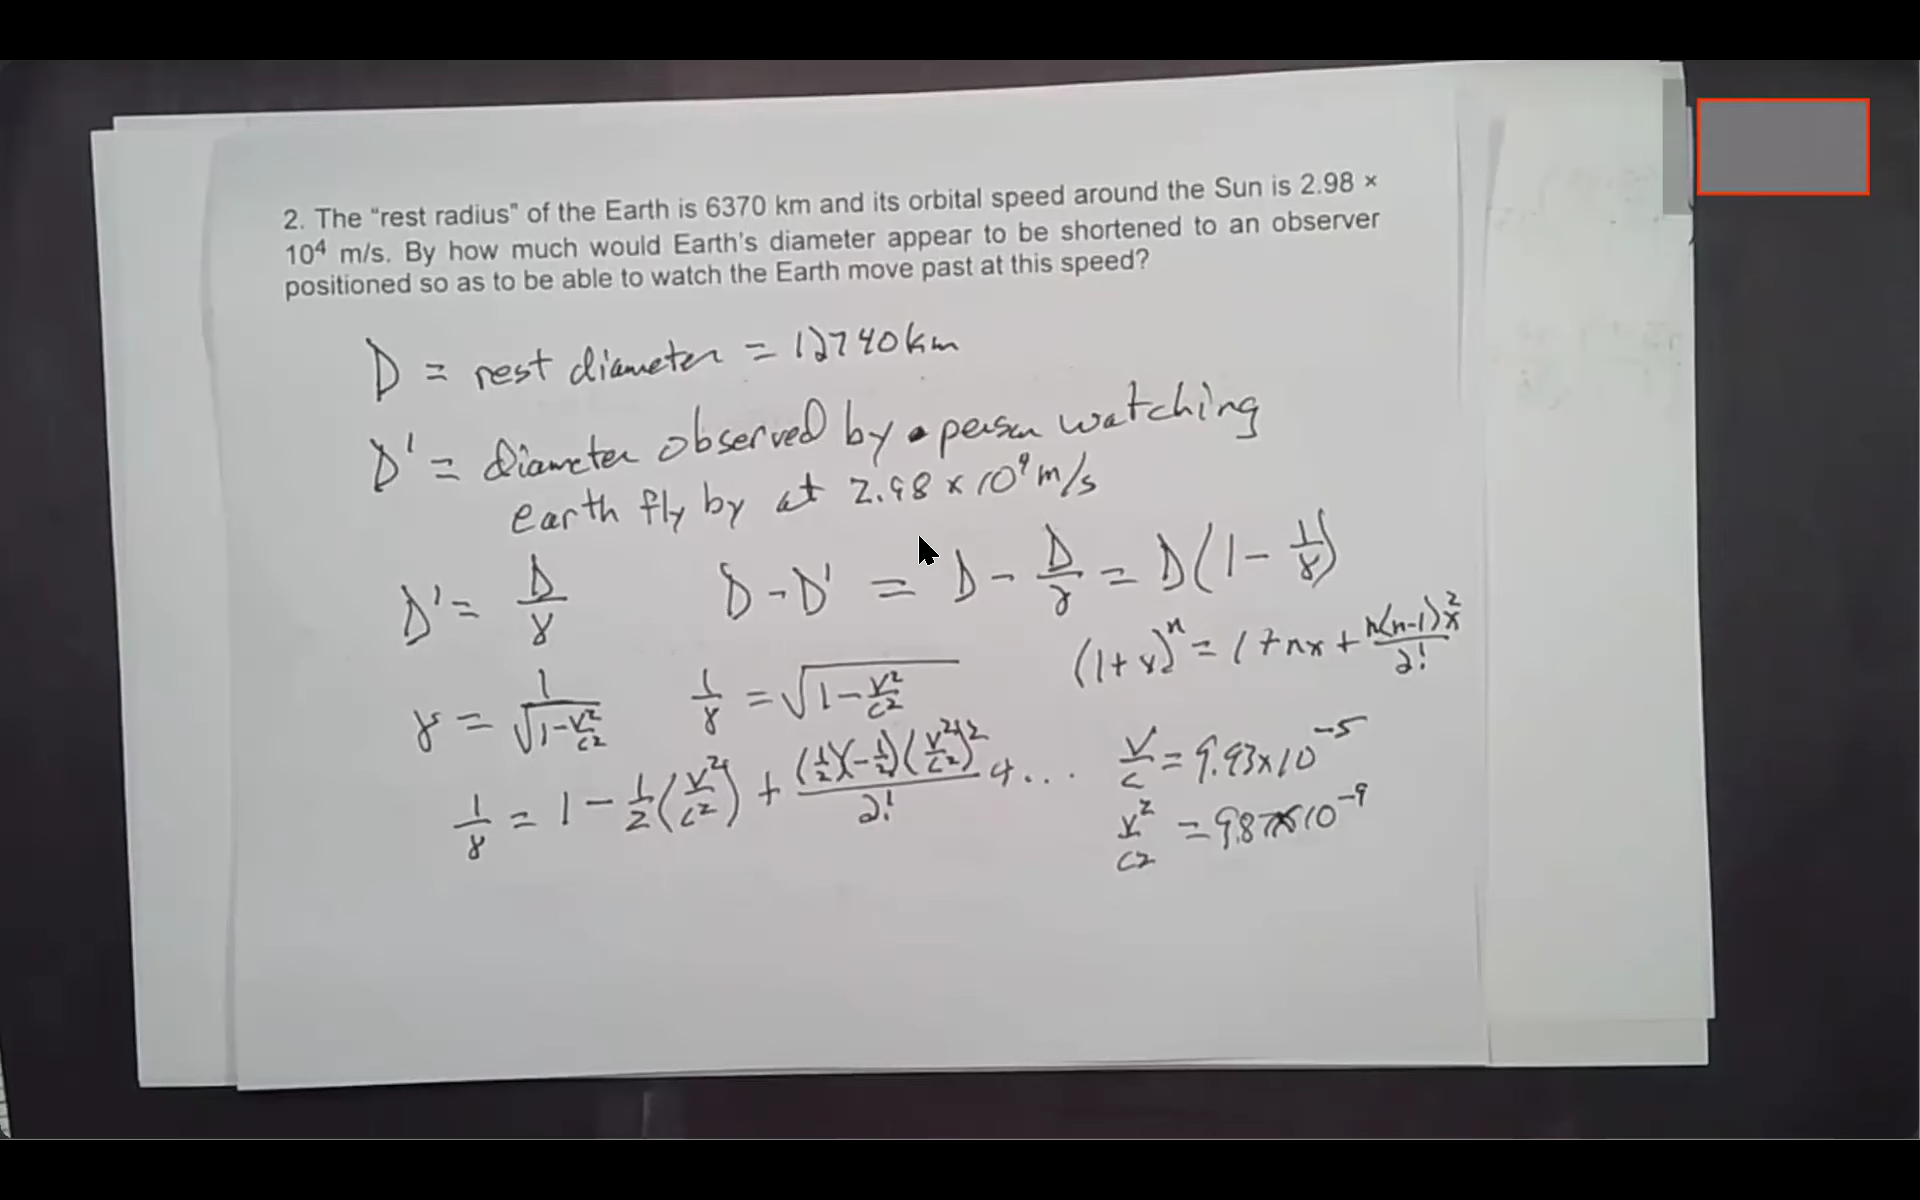 2. The “rest radius” of the Earth is 6370 km and its orbital speed around the Sun is 2.98 ×
10⁴ m/s. By how much would Earth's diameter appear to be shortened to an observer
positioned so as to be able to watch the Earth move past at this speed?
D = rest diameter = 12740 km
D' = diameter observed by a person watching
earth fly by at 2.98 × 10⁴ m/s
D' = D/γ   D - D' = D - D/γ = D(1 - 1/γ)
(1+x)ⁿ = 1 + nx + n(n-1)x²/2!
γ = 1/√(1-v²/c²)   1/γ = √(1 - v²/c²)
v/c = 9.93×10⁻⁵
1/γ = 1 - 1/2(v²/c²) + (1/2)(-1/2)(v²/c²)²/2! + ...
v²/c² = 9.87×10⁻⁹